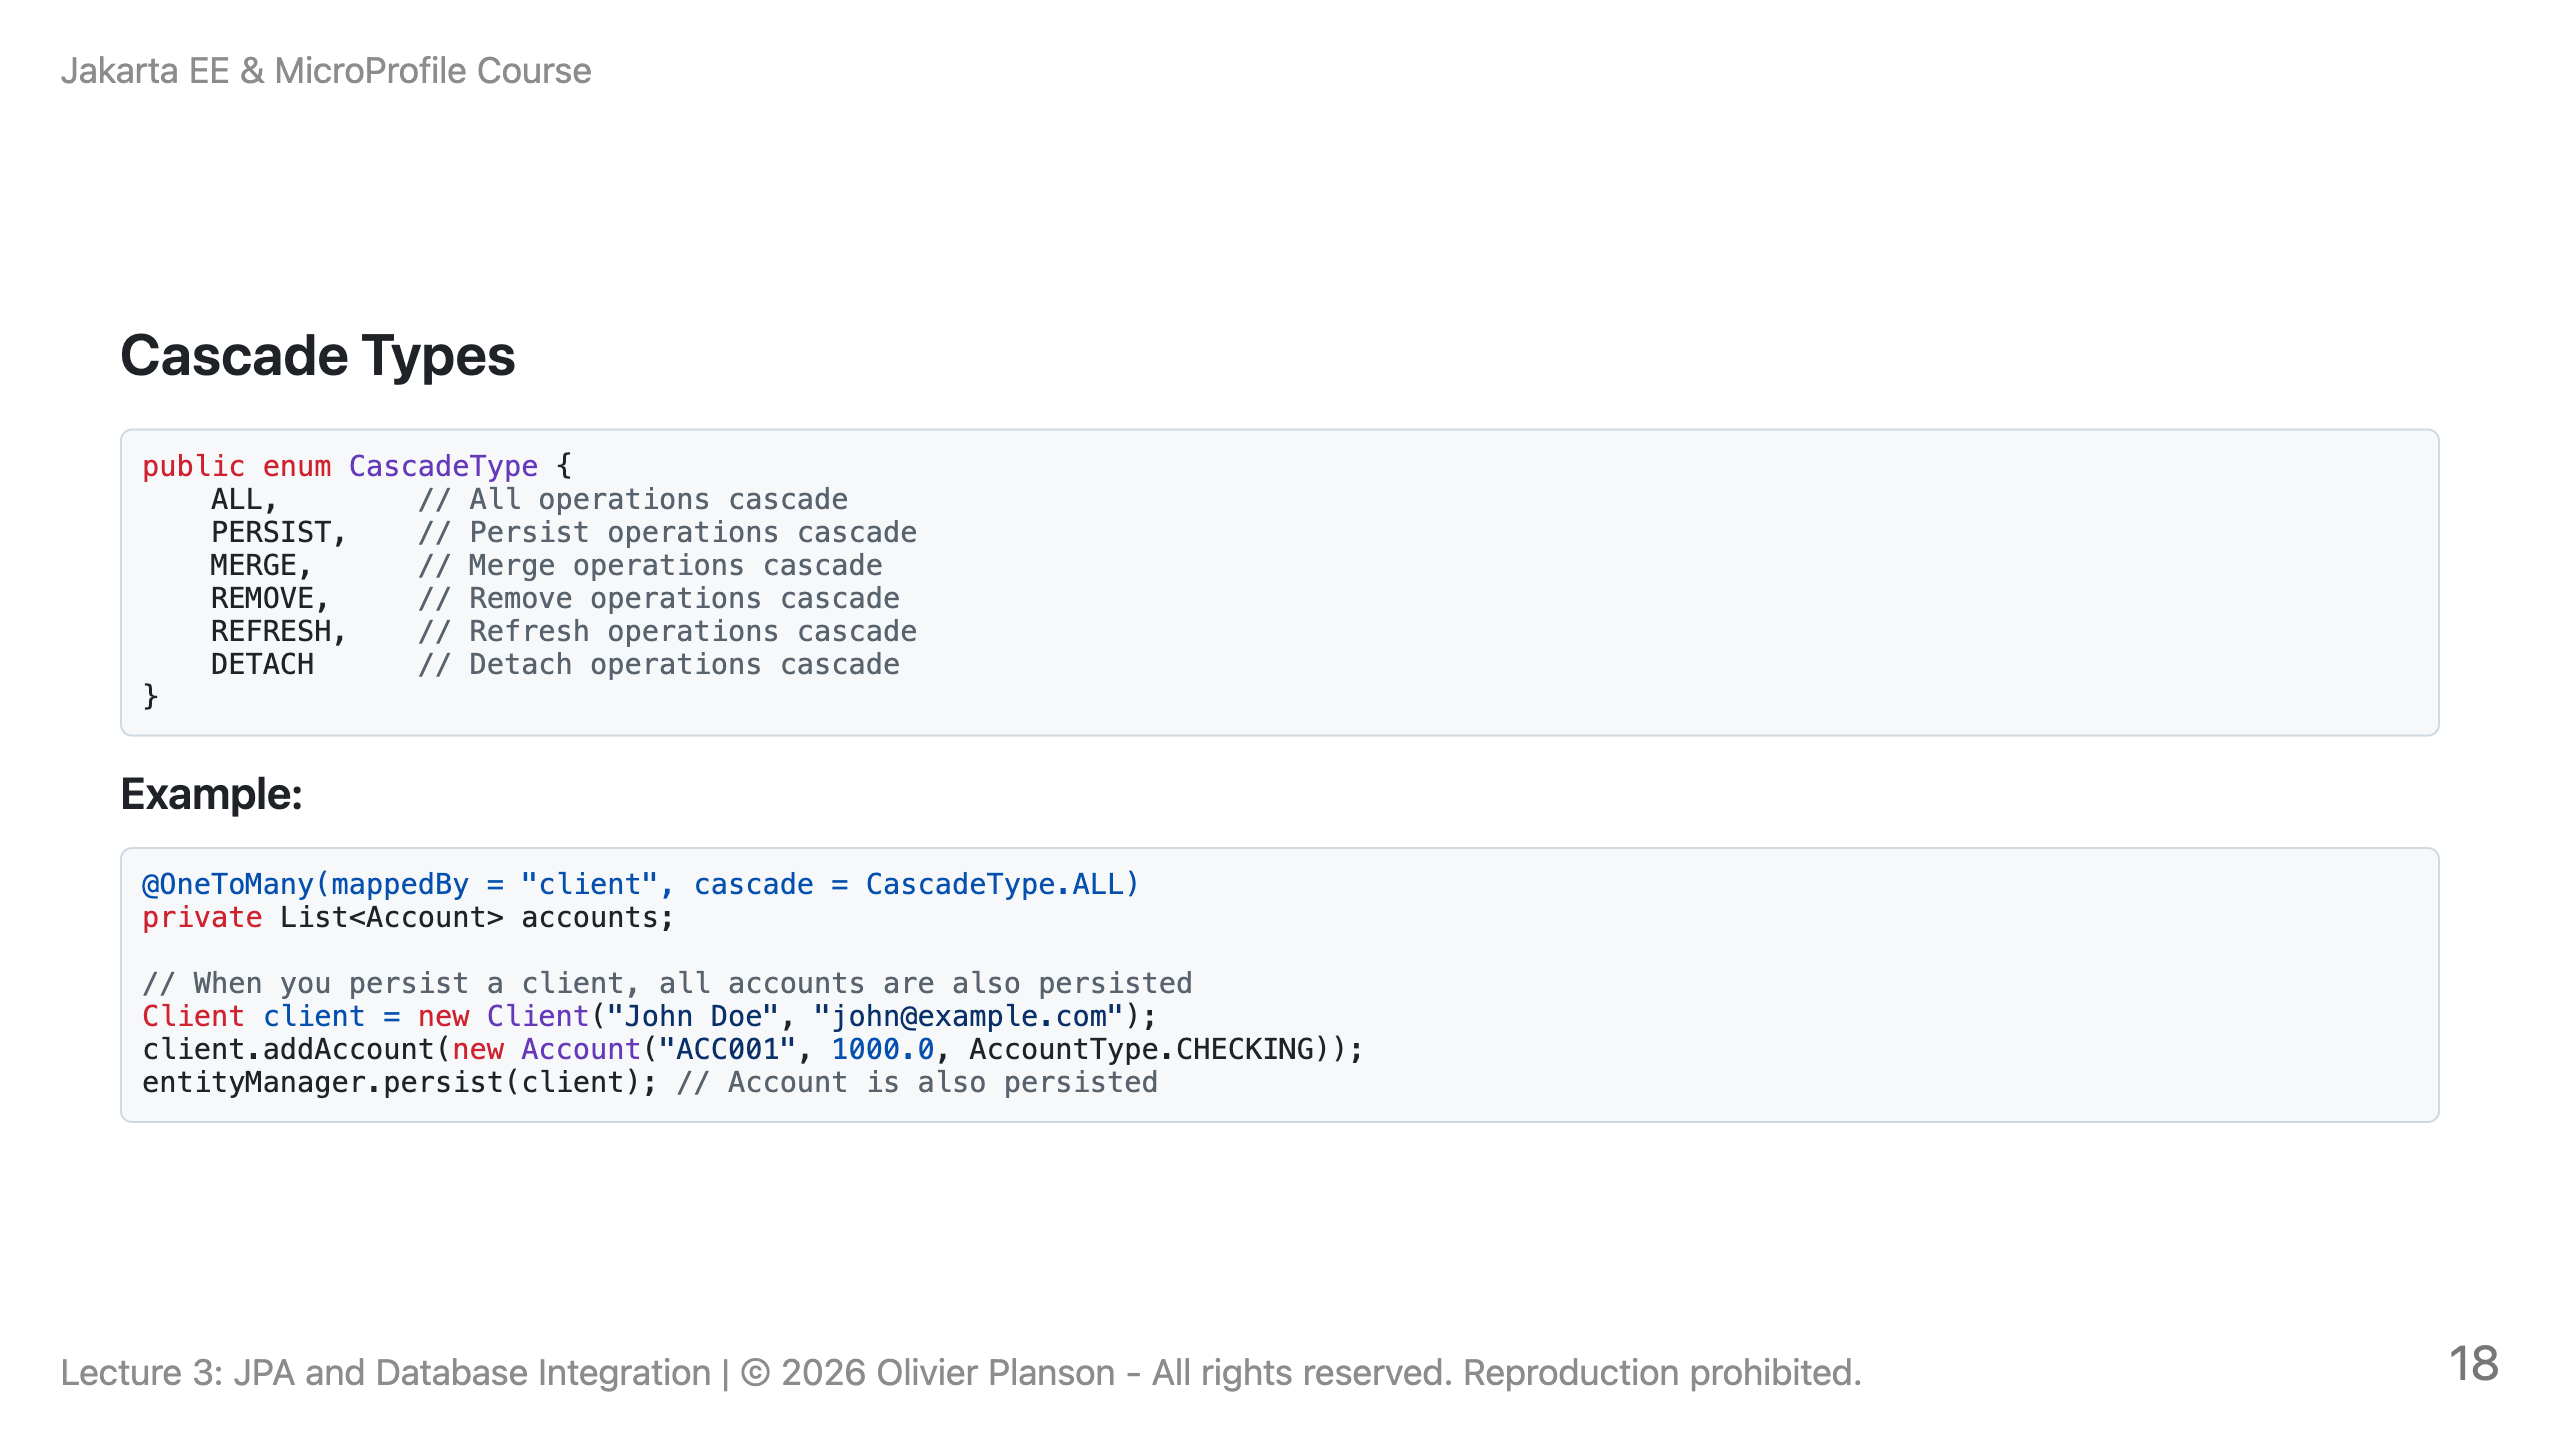 Jakarta EE & MicroProfile Course
Cascade Types
public enum CascadeType {
    ALL,        // All operations cascade
    PERSIST,    // Persist operations cascade
    MERGE,      // Merge operations cascade
    REMOVE,     // Remove operations cascade
    REFRESH,    // Refresh operations cascade
    DETACH      // Detach operations cascade
}
Example:
@OneToMany(mappedBy = "client", cascade = CascadeType.ALL)
private List<Account> accounts;

// When you persist a client, all accounts are also persisted
Client client = new Client("John Doe", "john@example.com");
client.addAccount(new Account("ACC001", 1000.0, AccountType.CHECKING));
entityManager.persist(client); // Account is also persisted
Lecture 3: JPA and Database Integration | © 2026 Olivier Planson - All rights reserved. Reproduction prohibited.
18